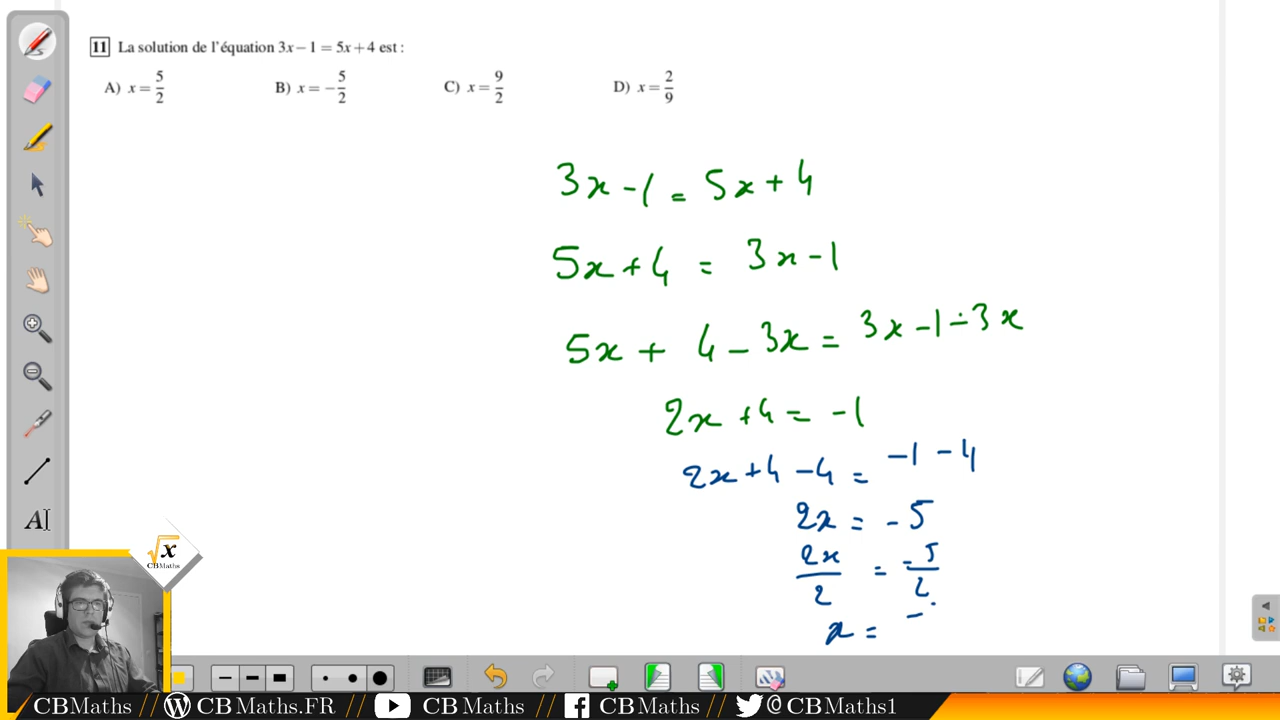 11 La solution de l'équation 3x − 1 = 5x + 4 est :
A) x = 5/2 B) x = −5/2 C) x = 9/2 D) x = 2/9
3x - 1 = 5x + 4
5x + 4 = 3x - 1
5x + 4 - 3x = 3x - 1 - 3x
2x + 4 = -1
2x + 4 - 4 = -1 - 4
2x = -5
2x/2 = -5/2
x = -
A
√x
CBMaths
CBMaths // CBMaths.FR // CBMaths // CBMaths // @CBMaths1